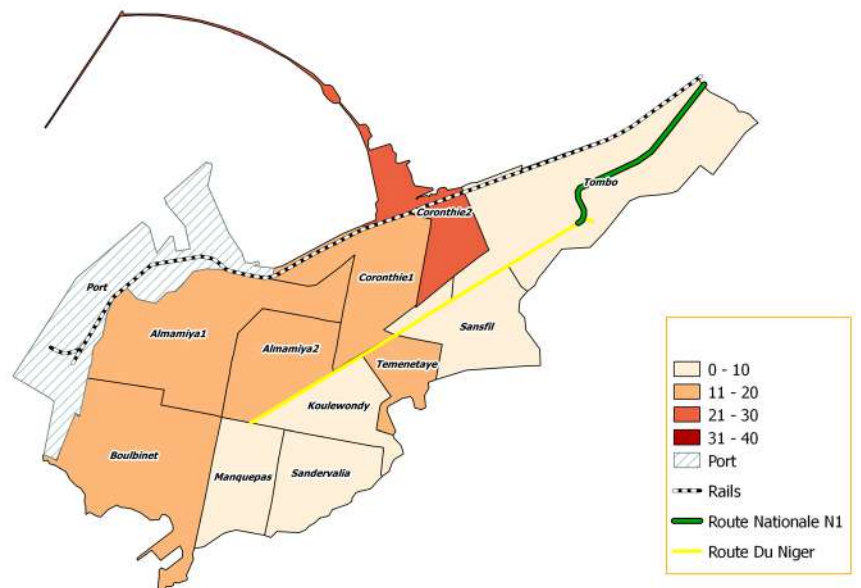 Tombo
Coronthie2
Port
Coronthie1
Almamiya1
Sansfil
Almamiya2
Temenetaye
Koulewondy
Boulbinet
Manquepas
Sandervalia
0 - 10
11 - 20
21 - 30
31 - 40
Port
Rails
Route Nationale N1
Route Du Niger